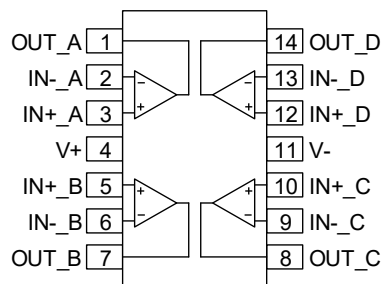 OUT_A 1 14 OUT_D
IN-_A 2 − − 13 IN-_D
IN+_A 3 + + 12 IN+_D
V+ 4 11 V-
IN+_B 5 + + 10 IN+_C
IN-_B 6 − − 9 IN-_C
OUT_B 7 8 OUT_C